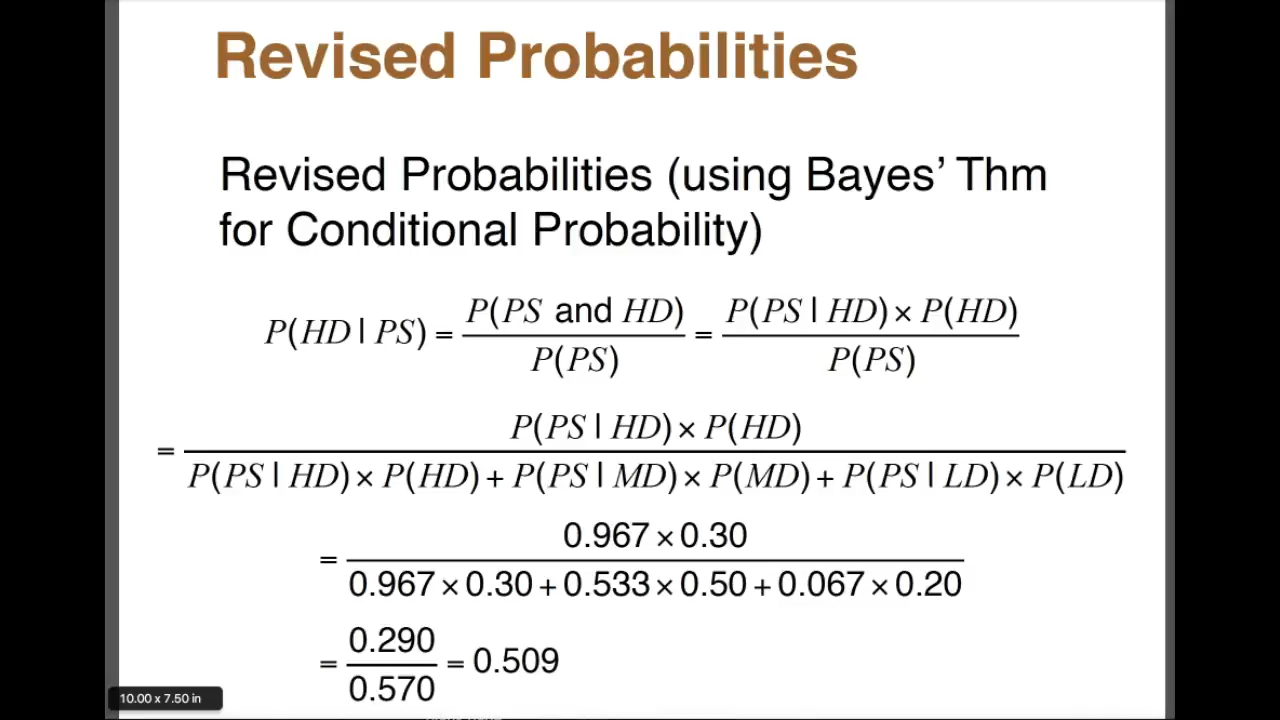 Revised Probabilities
Revised Probabilities (using Bayes’ Thm
for Conditional Probability)
P(HD | PS) = P(PS and HD) / P(PS) = P(PS | HD) × P(HD) / P(PS)
= P(PS | HD) × P(HD) / P(PS | HD) × P(HD) + P(PS | MD) × P(MD) + P(PS | LD) × P(LD)
= 0.967 × 0.30 / 0.967 × 0.30 + 0.533 × 0.50 + 0.067 × 0.20
= 0.290 / 0.570 = 0.509
10.00 x 7.50 in